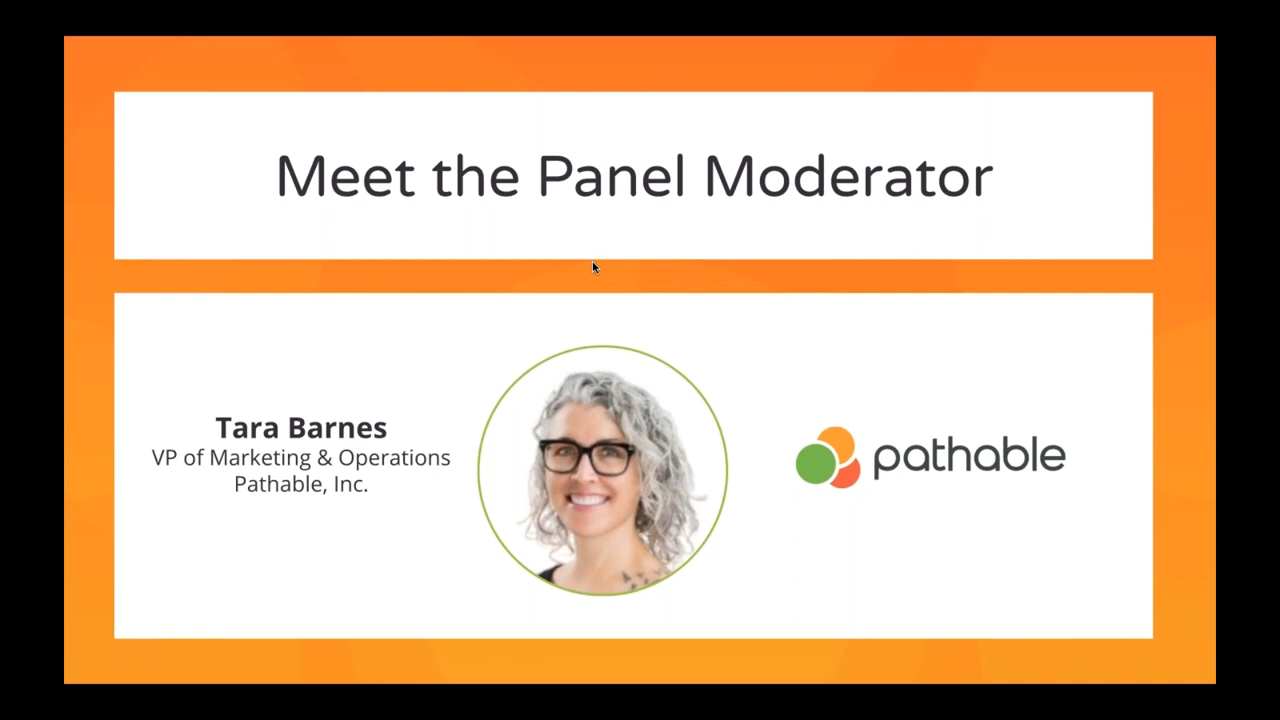 Meet the Panel Moderator
Tara Barnes
VP of Marketing & Operations
Pathable, Inc.
pathable